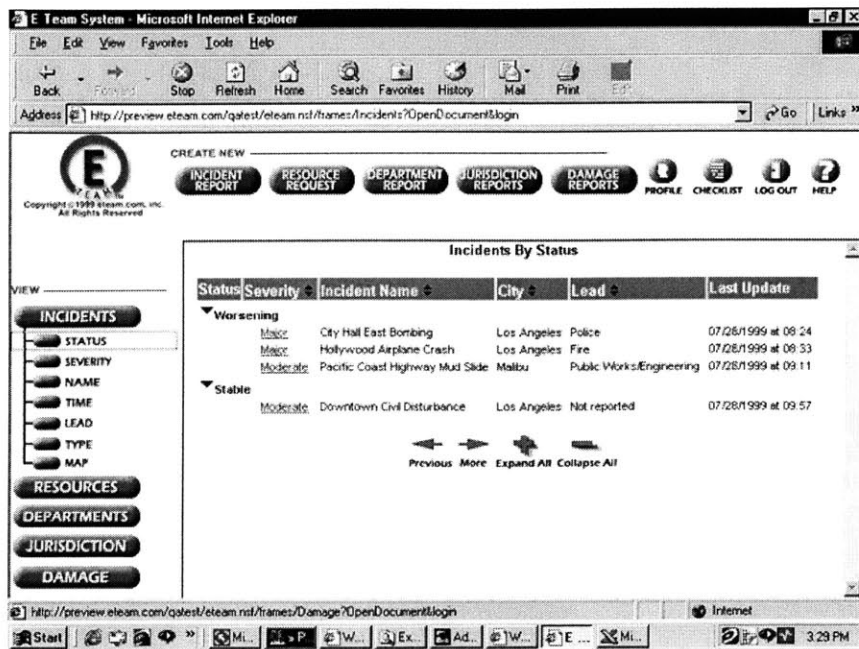 E Team System - Microsoft Internet Explorer
File Edit View Favorites Tools Help
Back Forward Stop Refresh Home Search Favorites History Mail Print Edit
Address http://preview.eteam.com/qatest/eteam.nsf/frames/Incidents?OpenDocument&login Go Links »
E
TEAM
Copyright © 1999 eteam.com, inc.
All Rights Reserved
CREATE NEW
INCIDENT REPORT RESOURCE REQUEST DEPARTMENT REPORT JURISDICTION REPORTS DAMAGE REPORTS PROFILE CHECKLIST LOG OUT HELP
VIEW
INCIDENTS
STATUS
SEVERITY
NAME
TIME
LEAD
TYPE
MAP
RESOURCES
DEPARTMENTS
JURISDICTION
DAMAGE
Incidents By Status
Status Severity Incident Name City Lead Last Update
Worsening
Major City Hall East Bombing Los Angeles Police 07/28/1999 at 08:24
Major Hollywood Airplane Crash Los Angeles Fire 07/28/1999 at 08:33
Moderate Pacific Coast Highway Mud Slide Malibu Public Works/Engineering 07/28/1999 at 09:11
Stable
Moderate Downtown Civil Disturbance Los Angeles Not reported 07/28/1999 at 09:57
Previous More Expand All Collapse All
http://preview.eteam.com/qatest/eteam.nsf/frames/Damage?OpenDocument&login Internet
Start » Mi... P... W... Ex... Ad... W... E ... Mi... 3:29 PM